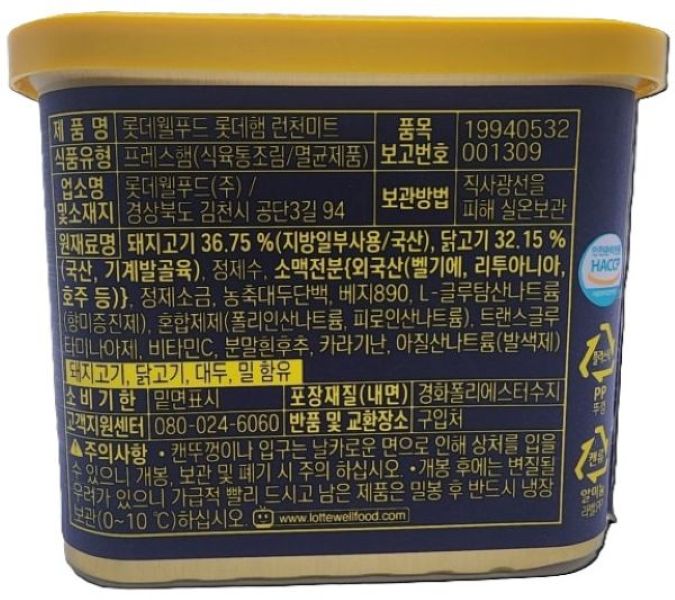 제 품 명 롯데웰푸드 롯데햄 런천미트 품목 19940532
식품유형 프레스햄(식육통조림/멸균제품) 보고번호 001309
업소명 롯데웰푸드(주) / 보관방법 직사광선을
및소재지 경상북도 김천시 공단3길 94 피해 실온보관
원재료명 돼지고기 36.75 %(지방일부사용/국산), 닭고기 32.15 %
(국산, 기계발골육), 정제수, 소맥전분{외국산(벨기에, 리투아니아,
호주 등)}, 정제소금, 농축대두단백, 베지890, L-글루탐산나트륨
(향미증진제), 혼합제제(폴리인산나트륨, 피로인산나트륨), 트랜스글루
타미나아제, 비타민C, 분말흰후추, 카라기난, 아질산나트륨(발색제)
돼지고기, 닭고기, 대두, 밀 함유
소 비 기 한 밑면표시 포장재질(내면) 경화폴리에스터수지
고객지원센터 080-024-6060 반품 및 교환장소 구입처
주의사항 • 캔뚜껑이나 입구는 날카로운 면으로 인해 상처를 입을
수 있으니 개봉, 보관 및 폐기 시 주의 하십시오. •개봉 후에는 변질될
우려가 있으니 가급적 빨리 드시고 남은 제품은 밀봉 후 반드시 냉장
보관(0~10 ℃)하십시오. www.lottewellfood.com
HACCP
PP
뚜껑
캔류